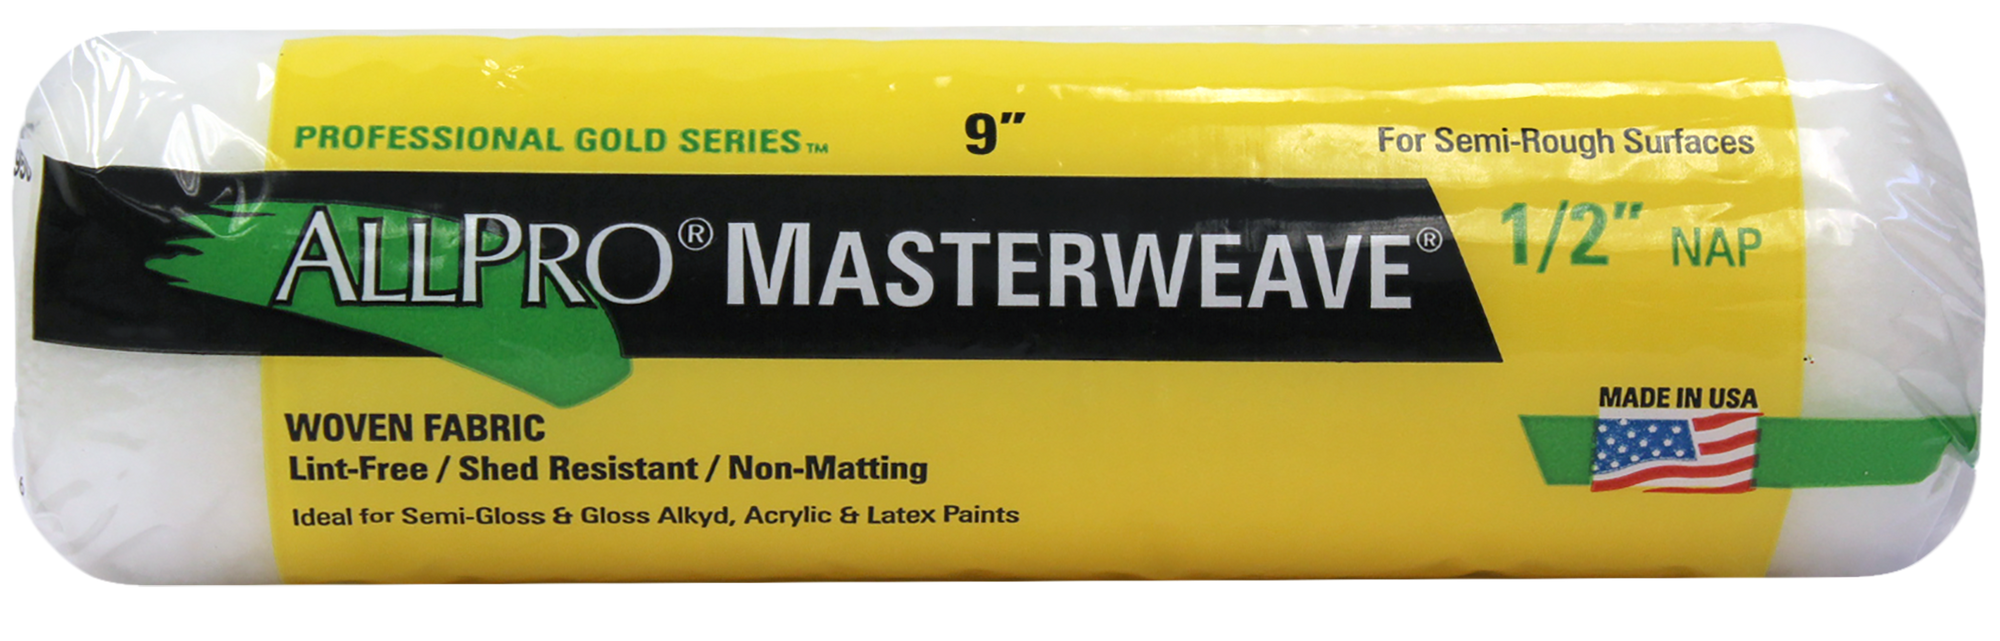 PROFESSIONAL GOLD SERIES™
9"
For Semi-Rough Surfaces
ALLPRO® MASTERWEAVE®
1/2" NAP
MADE IN USA
WOVEN FABRIC
Lint-Free / Shed Resistant / Non-Matting
Ideal for Semi-Gloss & Gloss Alkyd, Acrylic & Latex Paints